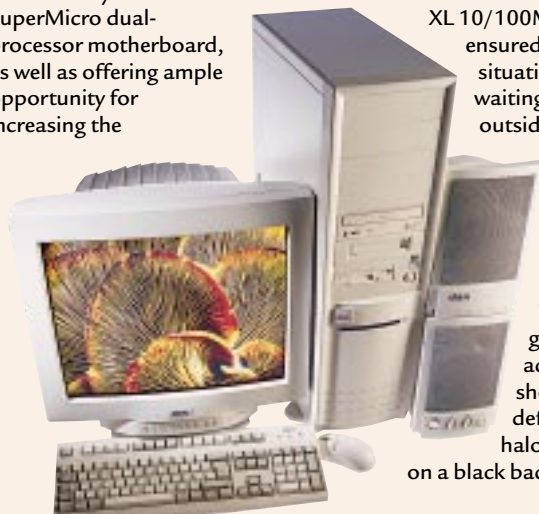 uperMicro dual-
rocessor motherboard,
s well as offering ample
pportunity for
ncreasing the
XL 10/100M
ensured
situati
waiting
outsid
g
ac
sh
def
halo
on a black bac